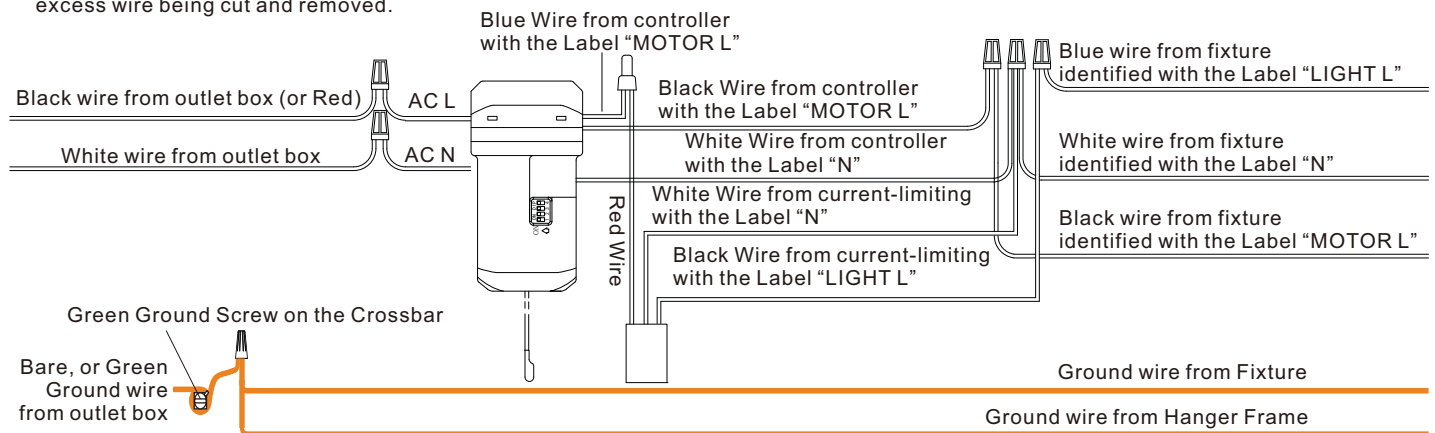 excess wire being cut and removed.
Blue Wire from controller
with the Label “MOTOR L”
Black wire from outlet box (or Red)
AC L
White wire from outlet box
AC N
Black Wire from controller
with the Label “MOTOR L”
White Wire from controller
with the Label “N”
White Wire from current-limiting
with the Label “N”
Black Wire from current-limiting
with the Label “LIGHT L”
Red Wire
Blue wire from fixture
identified with the Label “LIGHT L”
White wire from fixture
identified with the Label “N”
Black wire from fixture
identified with the Label “MOTOR L”
Green Ground Screw on the Crossbar
Bare, or Green
Ground wire
from outlet box
Ground wire from Fixture
Ground wire from Hanger Frame